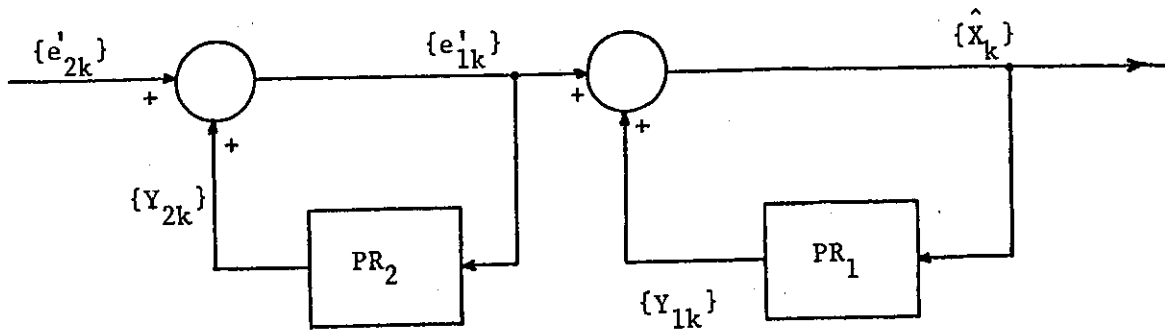 {e'2k}
{e'1k}
{X̂k}
+
+
+
+
{Y2k}
PR2
{Y1k}
PR1